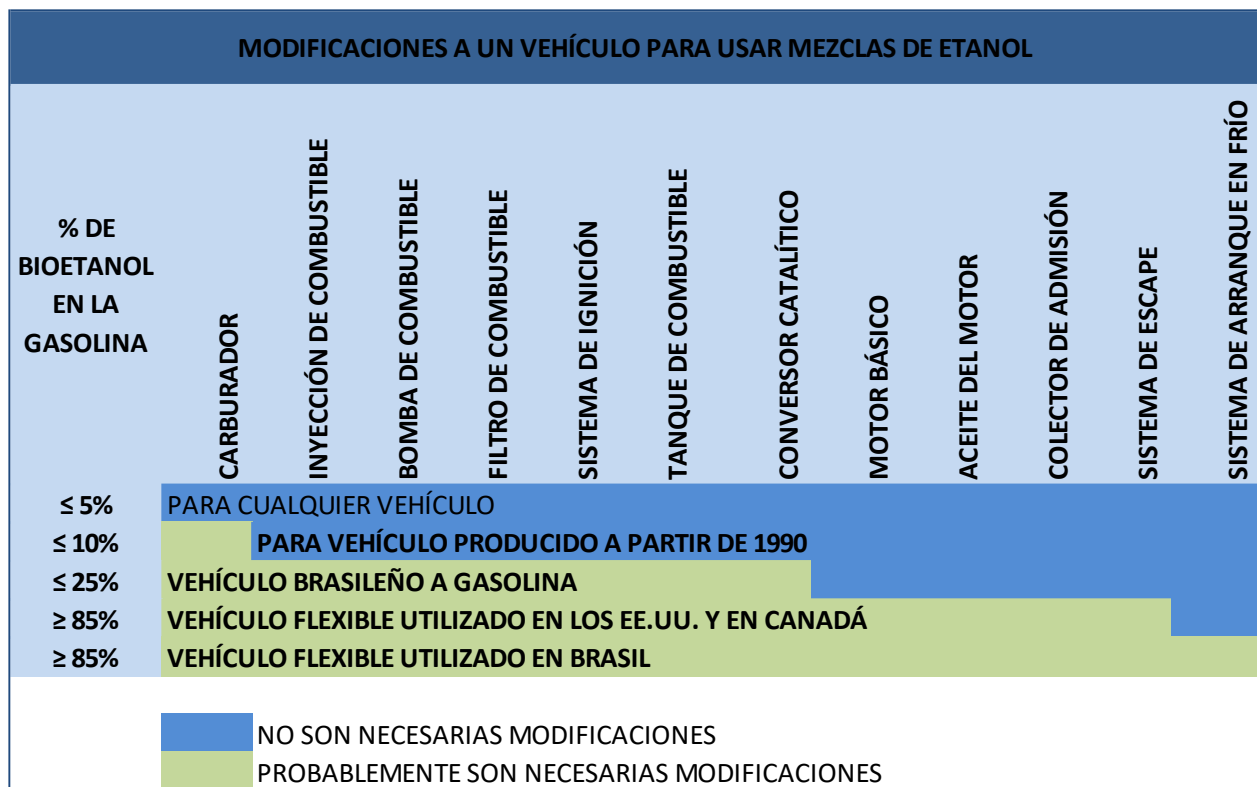 MODIFICACIONES A UN VEHÍCULO PARA USAR MEZCLAS DE ETANOL
% DE
BIOETANOL
EN LA
GASOLINA
CARBURADOR
INYECCIÓN DE COMBUSTIBLE
BOMBA DE COMBUSTIBLE
FILTRO DE COMBUSTIBLE
SISTEMA DE IGNICIÓN
TANQUE DE COMBUSTIBLE
CONVERSOR CATALÍTICO
MOTOR BÁSICO
ACEITE DEL MOTOR
COLECTOR DE ADMISIÓN
SISTEMA DE ESCAPE
SISTEMA DE ARRANQUE EN FRÍO
≤ 5% PARA CUALQUIER VEHÍCULO
≤ 10% PARA VEHÍCULO PRODUCIDO A PARTIR DE 1990
≤ 25% VEHÍCULO BRASILEÑO A GASOLINA
≥ 85% VEHÍCULO FLEXIBLE UTILIZADO EN LOS EE.UU. Y EN CANADÁ
≥ 85% VEHÍCULO FLEXIBLE UTILIZADO EN BRASIL
NO SON NECESARIAS MODIFICACIONES
PROBABLEMENTE SON NECESARIAS MODIFICACIONES